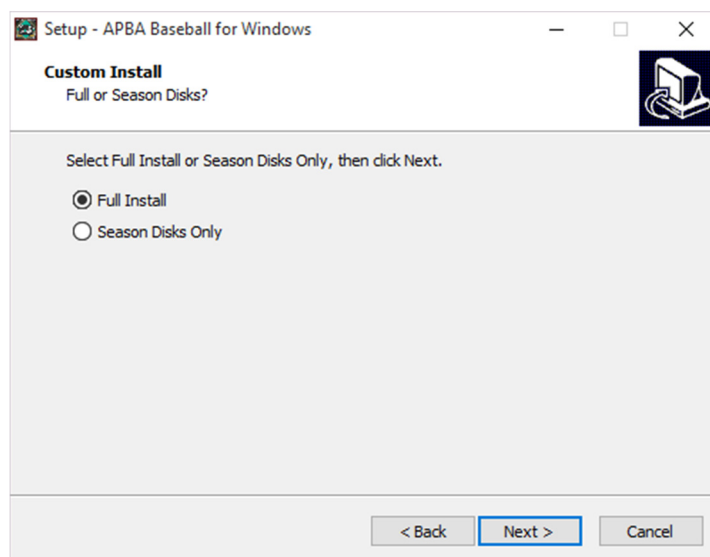 Setup - APBA Baseball for Windows
Custom Install
Full or Season Disks?
Select Full Install or Season Disks Only, then click Next.
Full Install
Season Disks Only
< Back Next > Cancel